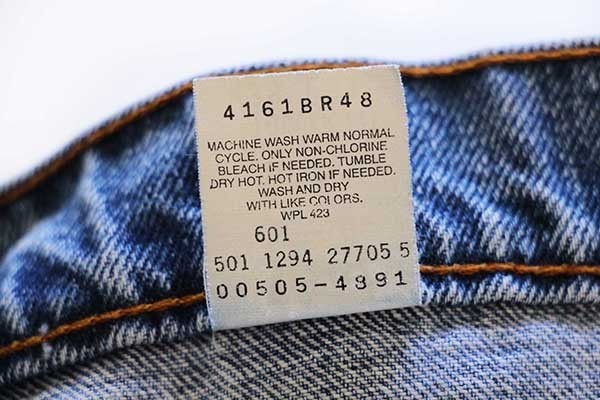 4161BR48
MACHINE WASH WARM NORMAL
CYCLE. ONLY NON-CHLORINE
BLEACH IF NEEDED. TUMBLE
DRY HOT. HOT IRON IF NEEDED.
WASH AND DRY
WITH LIKE COLORS.
WPL 423
601
501 1294 27705 5
00505-4891